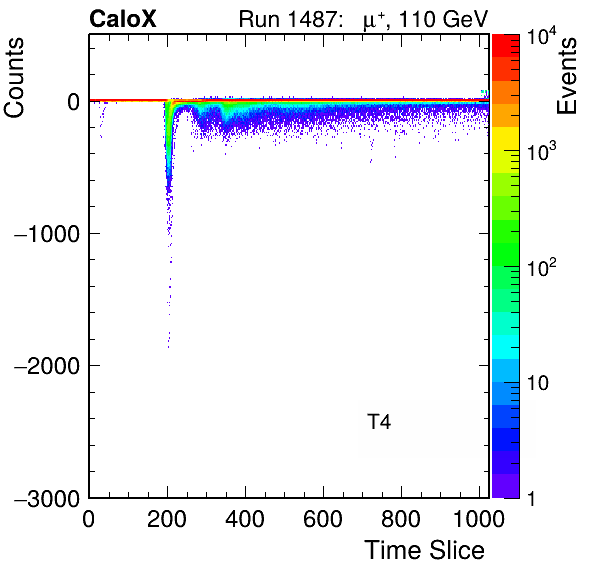 CaloX Run 1487: μ⁺, 110 GeV
Counts
Events
0
−1000
−2000
−3000
10⁴
10³
10²
10
1
T4
0 200 400 600 800 1000
Time Slice